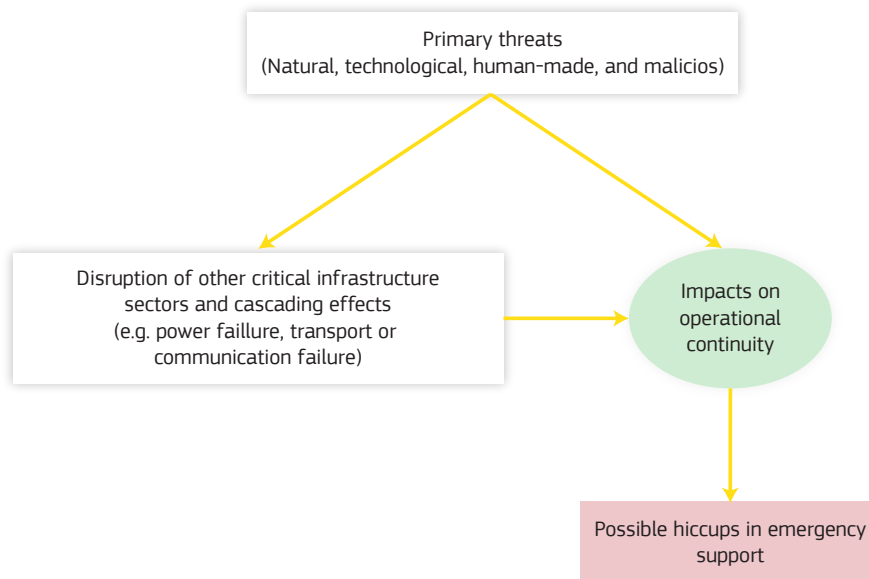 Primary threats
(Natural, technological, human-made, and malicios)
Disruption of other critical infrastructure
sectors and cascading effects
(e.g. power faillure, transport or
communication failure)
Impacts on
operational
continuity
Possible hiccups in emergency
support